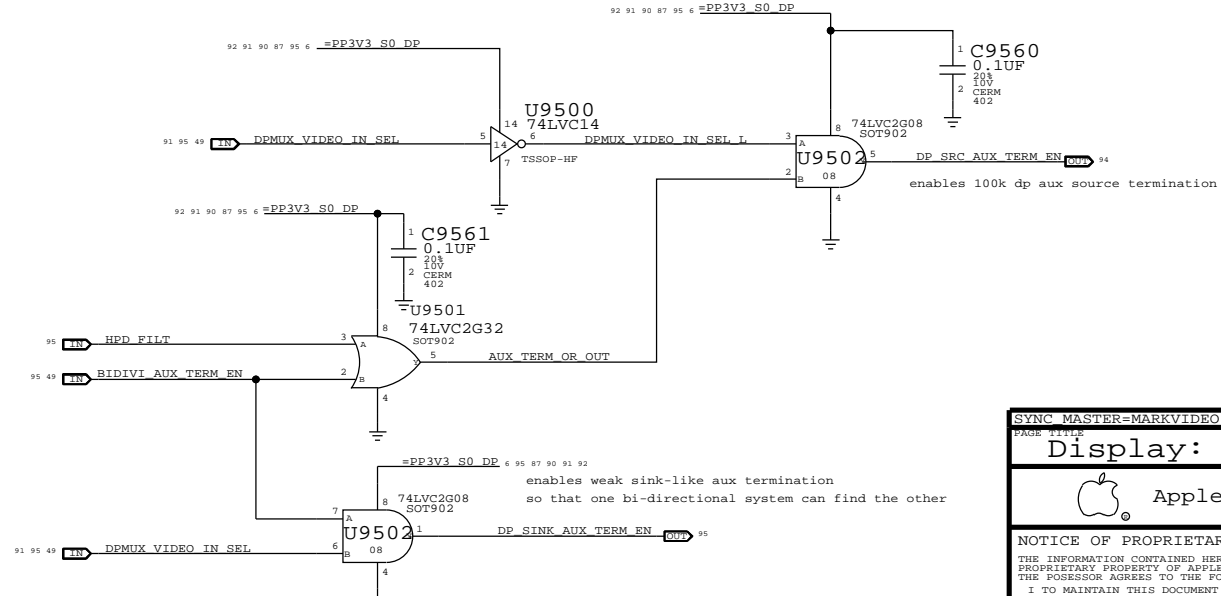 92 91 90 87 95 6 =PP3V3_S0_DP
1 C9560
0.1UF
20%
10V
CERM
402
2
92 91 90 87 95 6 =PP3V3_S0_DP
U9500
74LVC14
14
91 95 49 IN DPMUX_VIDEO_IN_SEL 5 14 6 DPMUX_VIDEO_IN_SEL_L
7 TSSOP-HF
8 74LVC2G08
SOT902
3 A
U9502 5 DP_SRC_AUX_TERM_EN OUT 94
2 B
08
4
enables 100k dp aux source termination
92 91 90 87 95 6 =PP3V3_S0_DP
1 C9561
0.1UF
20%
10V
CERM
402
2
U9501
74LVC2G32
SOT902
8
95 IN HPD_FILT 3 A
Y 5 AUX_TERM_OR_OUT
95 49 IN BIDIVI_AUX_TERM_EN 2 B
4
=PP3V3_S0_DP 6 95 87 90 91 92
enables weak sink-like aux termination
so that one bi-directional system can find the other
8 74LVC2G08
SOT902
7 A
U9502 1 DP_SINK_AUX_TERM_EN OUT 95
91 95 49 IN DPMUX_VIDEO_IN_SEL 6 B
08
4
SYNC_MASTER=MARKVIDEO
PAGE TITLE
Display:
Apple
®
NOTICE OF PROPRIETAR
THE INFORMATION CONTAINED HER
PROPRIETARY PROPERTY OF APPLE
THE POSESSOR AGREES TO THE FO
I TO MAINTAIN THIS DOCUMENT